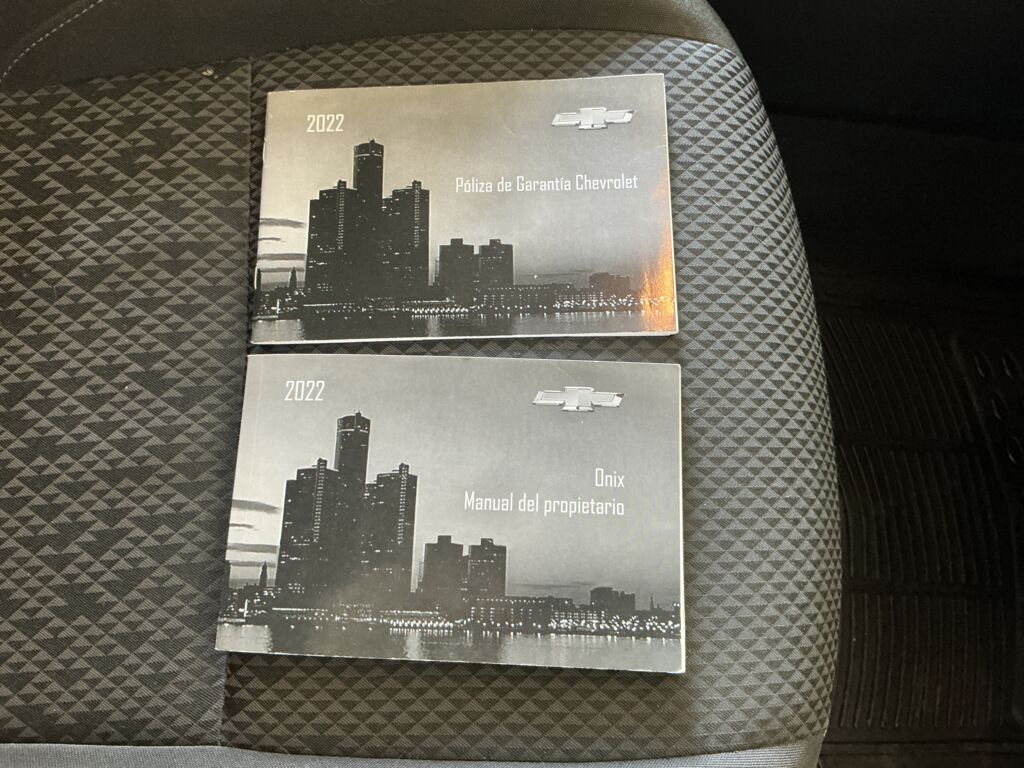 2022
Póliza de Garantía Chevrolet
2022
Onix
Manual del propietario